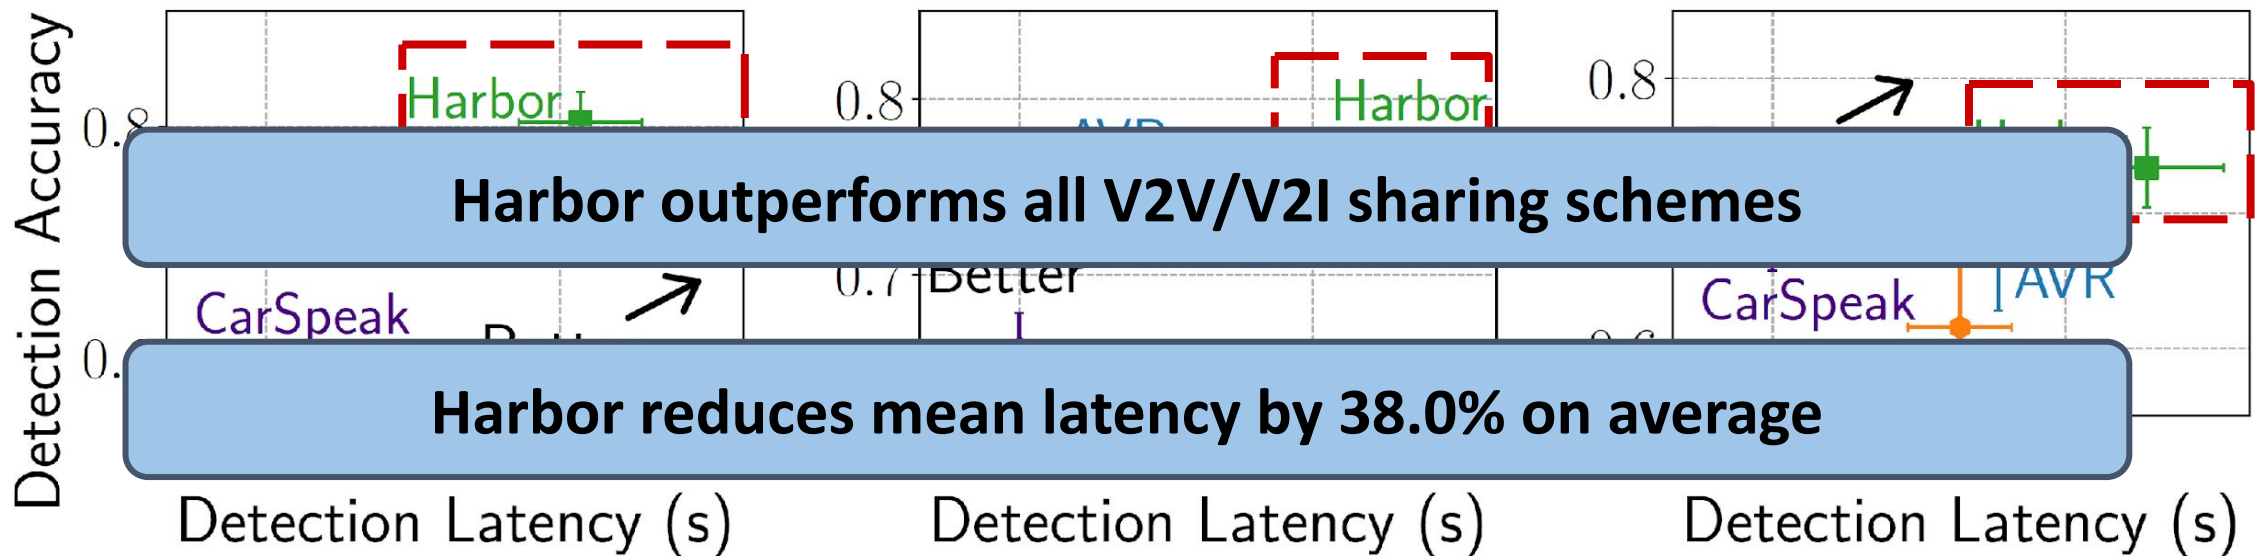 Detection Accuracy
Harbor
0.8
CarSpeak
0.8
Harbor
0.7
Better
0.8
CarSpeak
AVR
Harbor outperforms all V2V/V2I sharing schemes
Harbor reduces mean latency by 38.0% on average
Detection Latency (s)
Detection Latency (s)
Detection Latency (s)